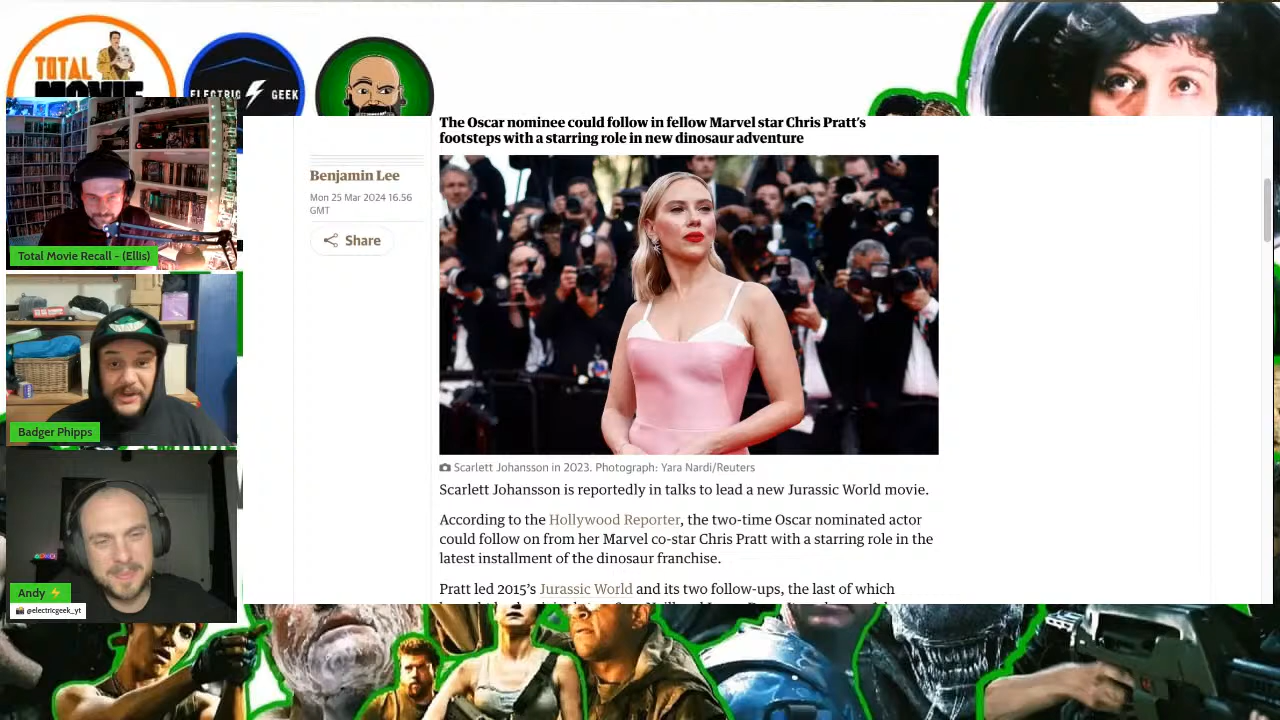 TOTAL
MOVIE
ELECTRIC GEEK
The Oscar nominee could follow in fellow Marvel star Chris Pratt's
footsteps with a starring role in new dinosaur adventure
Benjamin Lee
Mon 25 Mar 2024 16.56
GMT
Share
Total Movie Recall - (Ellis)
Badger Phipps
Andy ⚡
@electricgeek_yt
Scarlett Johansson in 2023. Photograph: Yara Nardi/Reuters
Scarlett Johansson is reportedly in talks to lead a new Jurassic World movie.
According to the Hollywood Reporter, the two-time Oscar nominated actor
could follow on from her Marvel co-star Chris Pratt with a starring role in the
latest installment of the dinosaur franchise.
Pratt led 2015's Jurassic World and its two follow-ups, the last of which